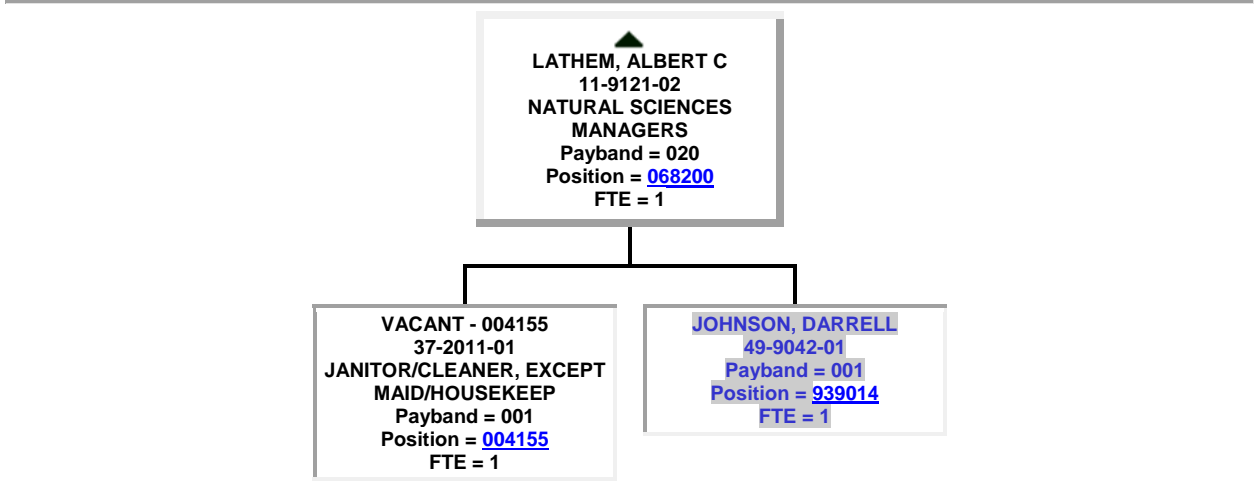 LATHEM, ALBERT C
11-9121-02
NATURAL SCIENCES
MANAGERS
Payband = 020
Position = 068200
FTE = 1
VACANT - 004155
37-2011-01
JANITOR/CLEANER, EXCEPT
MAID/HOUSEKEEP
Payband = 001
Position = 004155
FTE = 1
JOHNSON, DARRELL
49-9042-01
Payband = 001
Position = 939014
FTE = 1